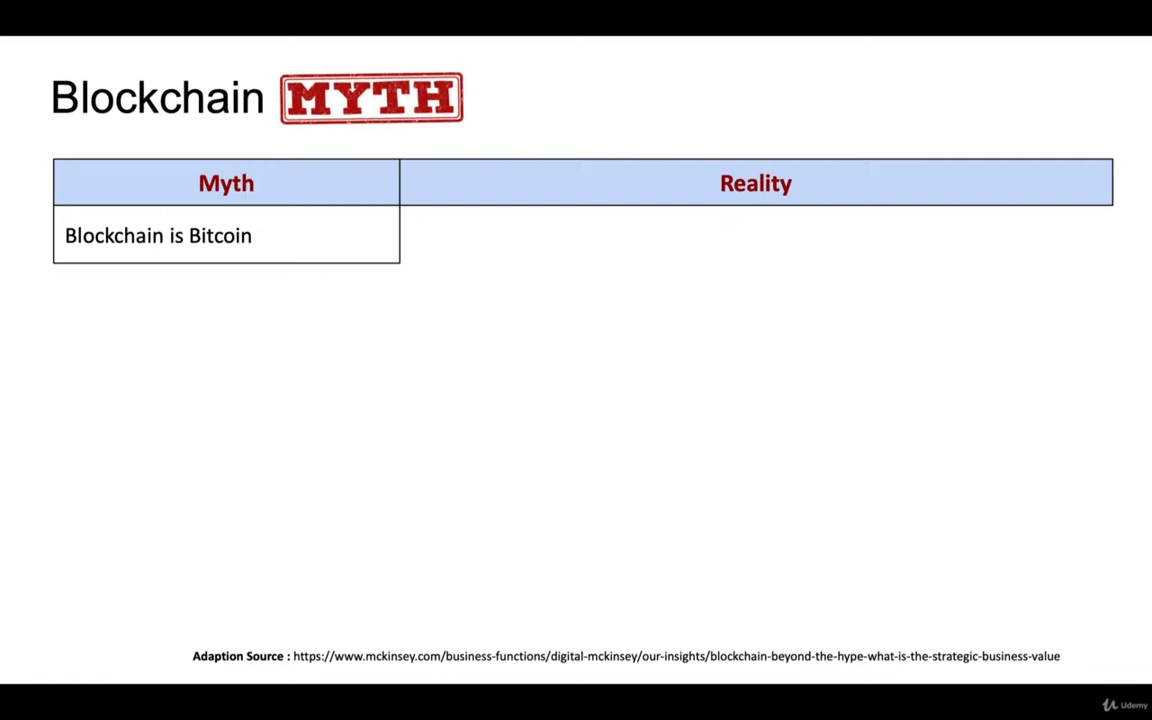 Blockchain MYTH
Myth
Reality
Blockchain is Bitcoin
Adaption Source : https://www.mckinsey.com/business-functions/digital-mckinsey/our-insights/blockchain-beyond-the-hype-what-is-the-strategic-business-value
Udemy